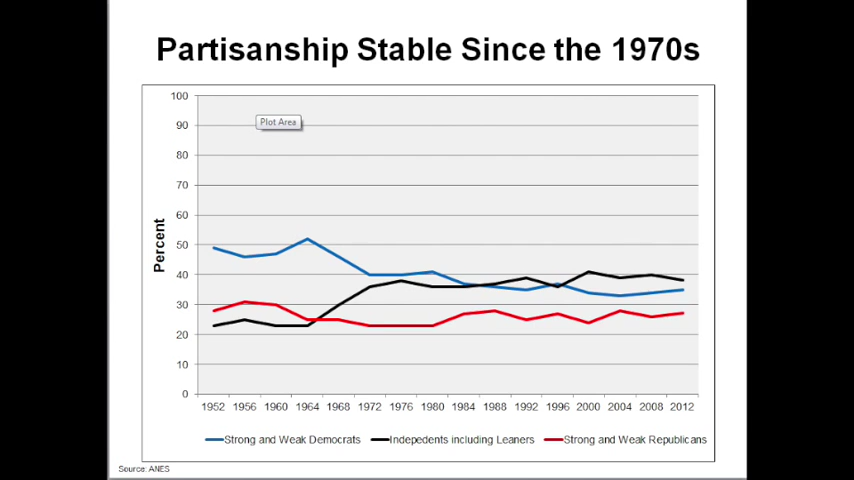 Partisanship Stable Since the 1970s
100
90
Plot Area
80
70
60
50
40
30
20
10
0
Percent
1952 1956 1960 1964 1968 1972 1976 1980 1984 1988 1992 1996 2000 2004 2008 2012
Strong and Weak Democrats Indepedents including Leaners Strong and Weak Republicans
Source: ANES